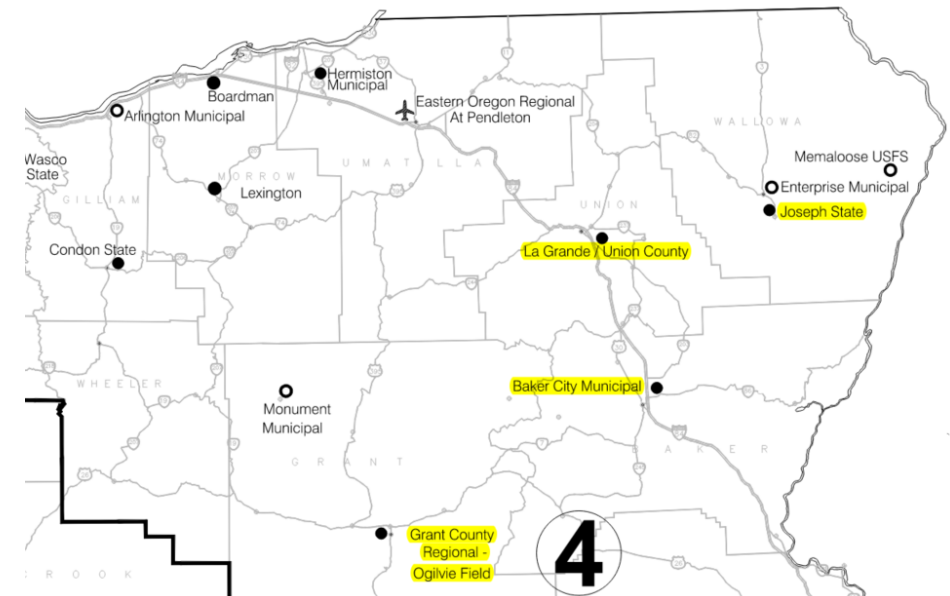 Hermiston
Municipal
Boardman
Arlington Municipal
Eastern Oregon Regional
At Pendleton
WALLOWA
Wasco
State
UMATILLA
Memaloose USFS
MORROW
Lexington
Enterprise Municipal
GILLIAM
UNION
Joseph State
Condon State
La Grande / Union County
WHEELER
Baker City Municipal
Monument
Municipal
BAKER
GRANT
Grant County
Regional -
Ogilvie Field
4
CROOK